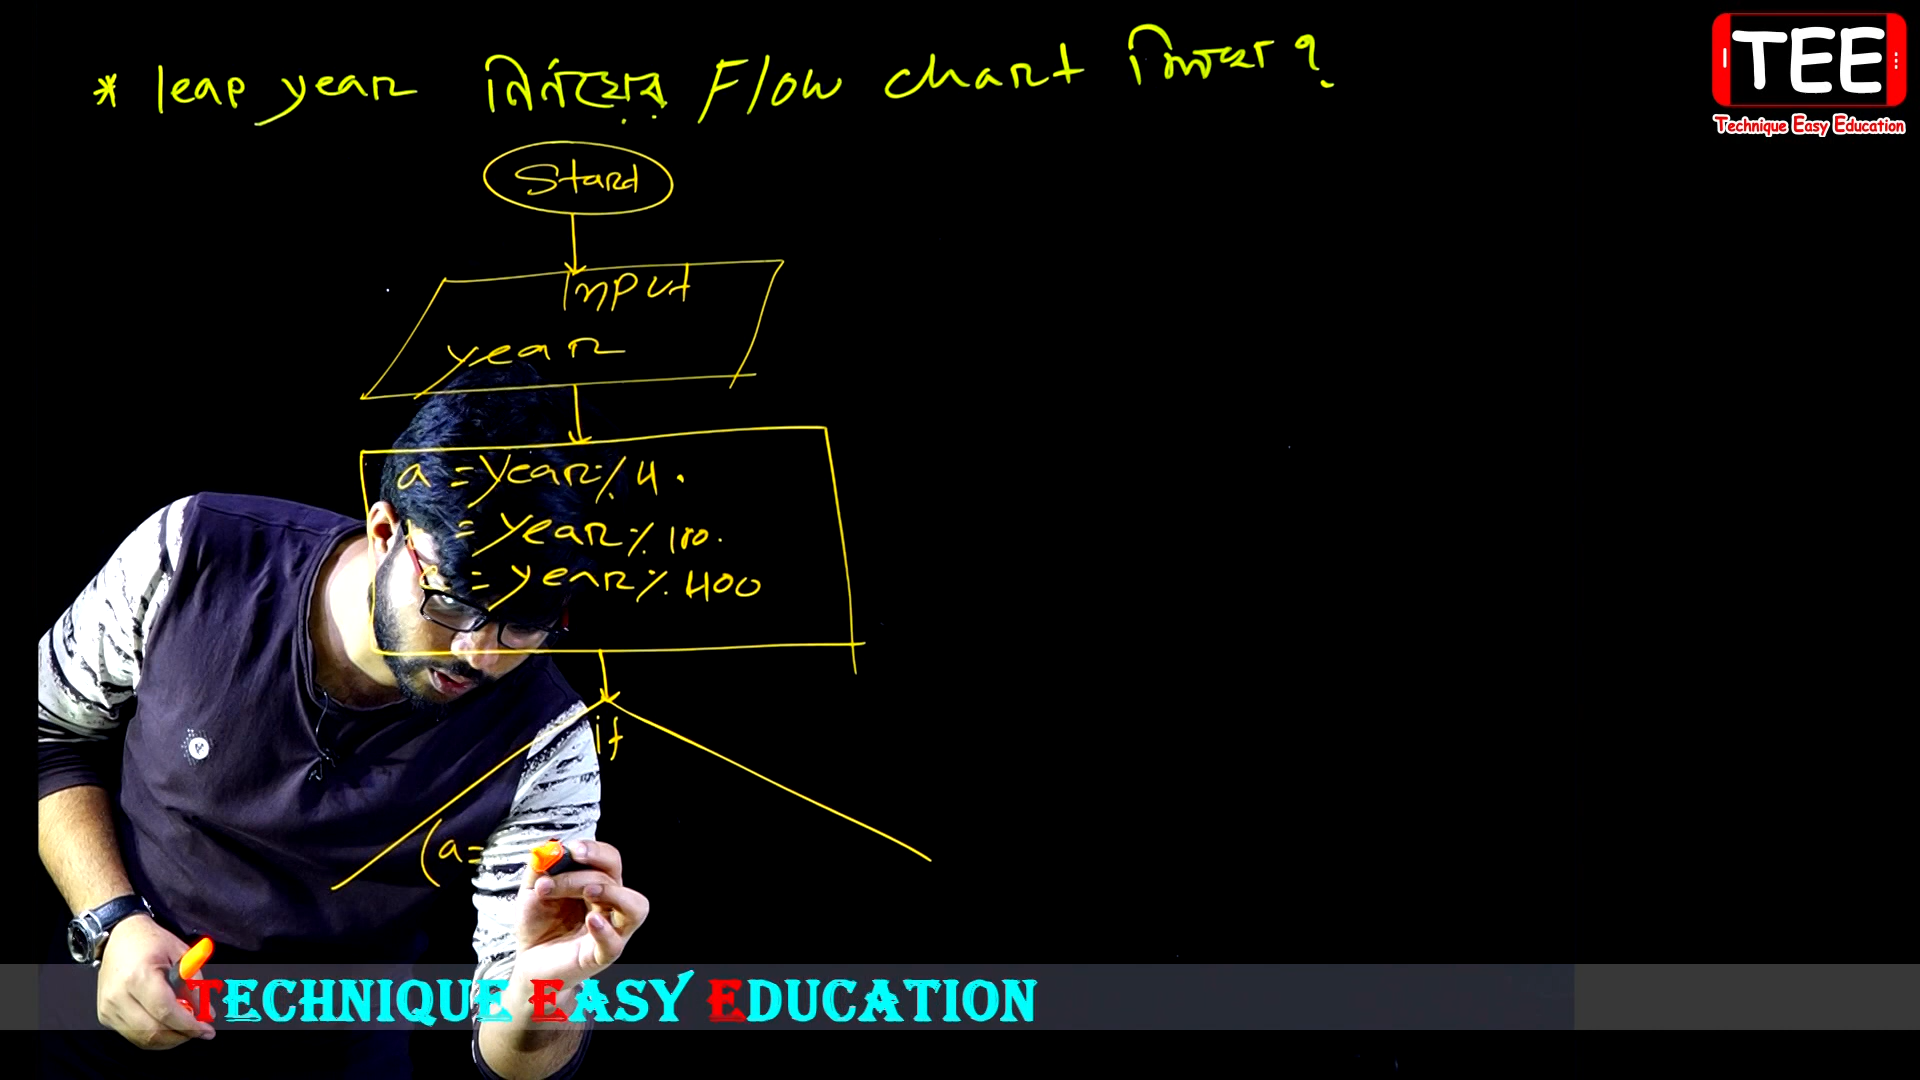 * leap year নির্ণয়ের Flow chart লিখো?
Stard
Input
year
a = year % 4.
= year % 100.
c = year % 400
if
(a=
TEE
Technique Easy Education
TECHNIQUE EASY EDUCATION